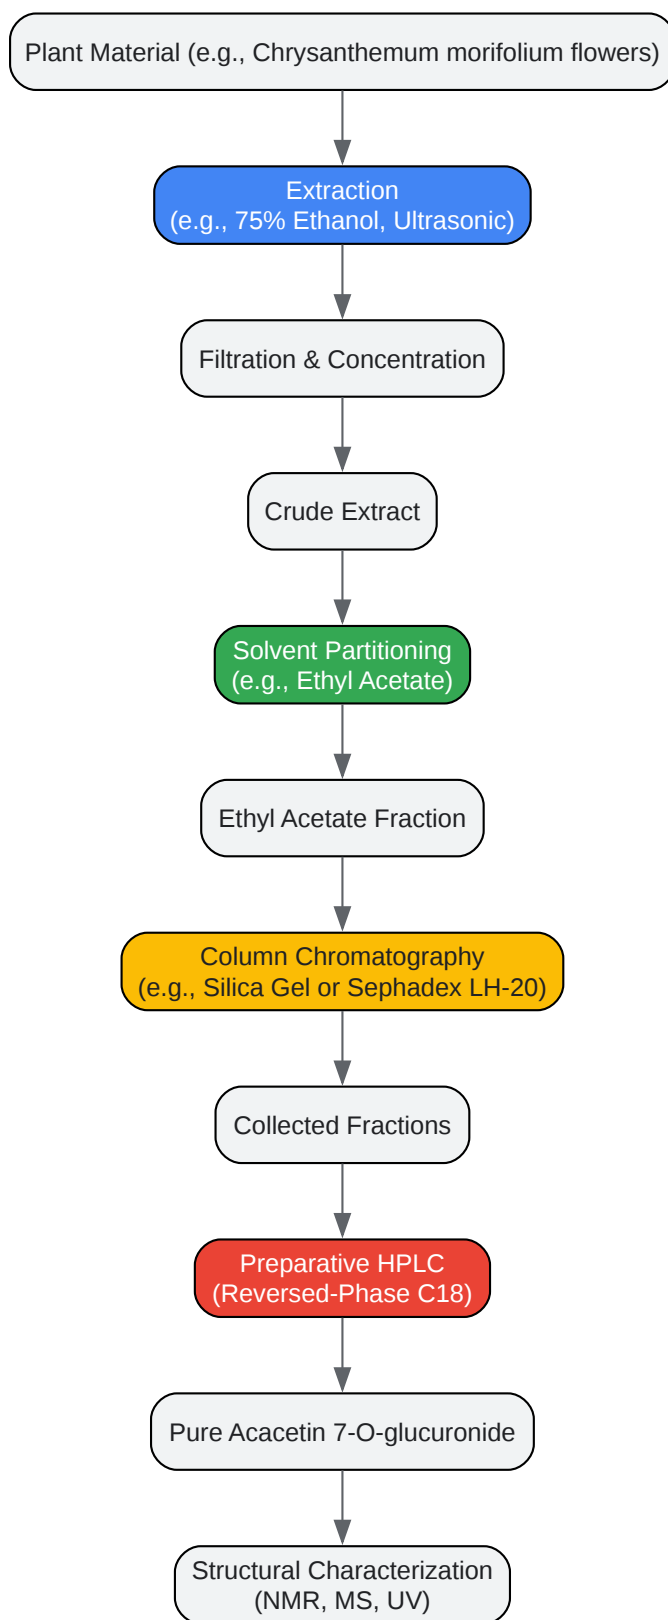 Plant Material (e.g., Chrysanthemum morifolium flowers)
Extraction
(e.g., 75% Ethanol, Ultrasonic)
Filtration & Concentration
Crude Extract
Solvent Partitioning
(e.g., Ethyl Acetate)
Ethyl Acetate Fraction
Column Chromatography
(e.g., Silica Gel or Sephadex LH-20)
Collected Fractions
Preparative HPLC
(Reversed-Phase C18)
Pure Acacetin 7-O-glucuronide
Structural Characterization
(NMR, MS, UV)